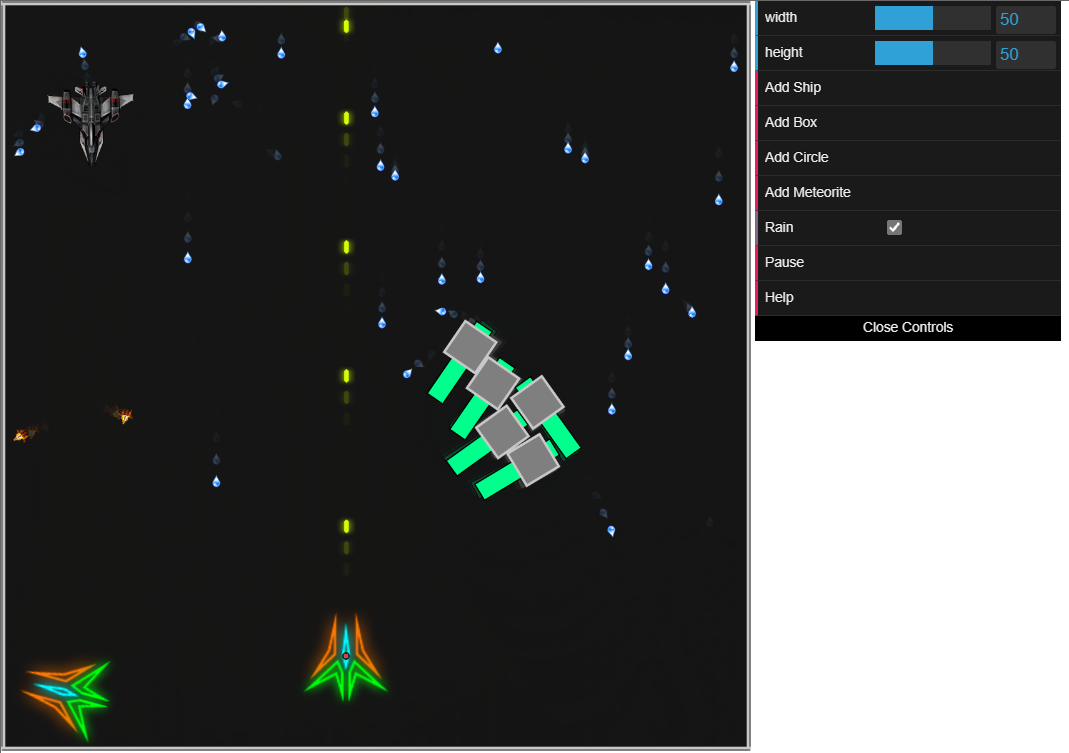 width 50
height 50
Add Ship
Add Box
Add Circle
Add Meteorite
Rain
Pause
Help
Close Controls